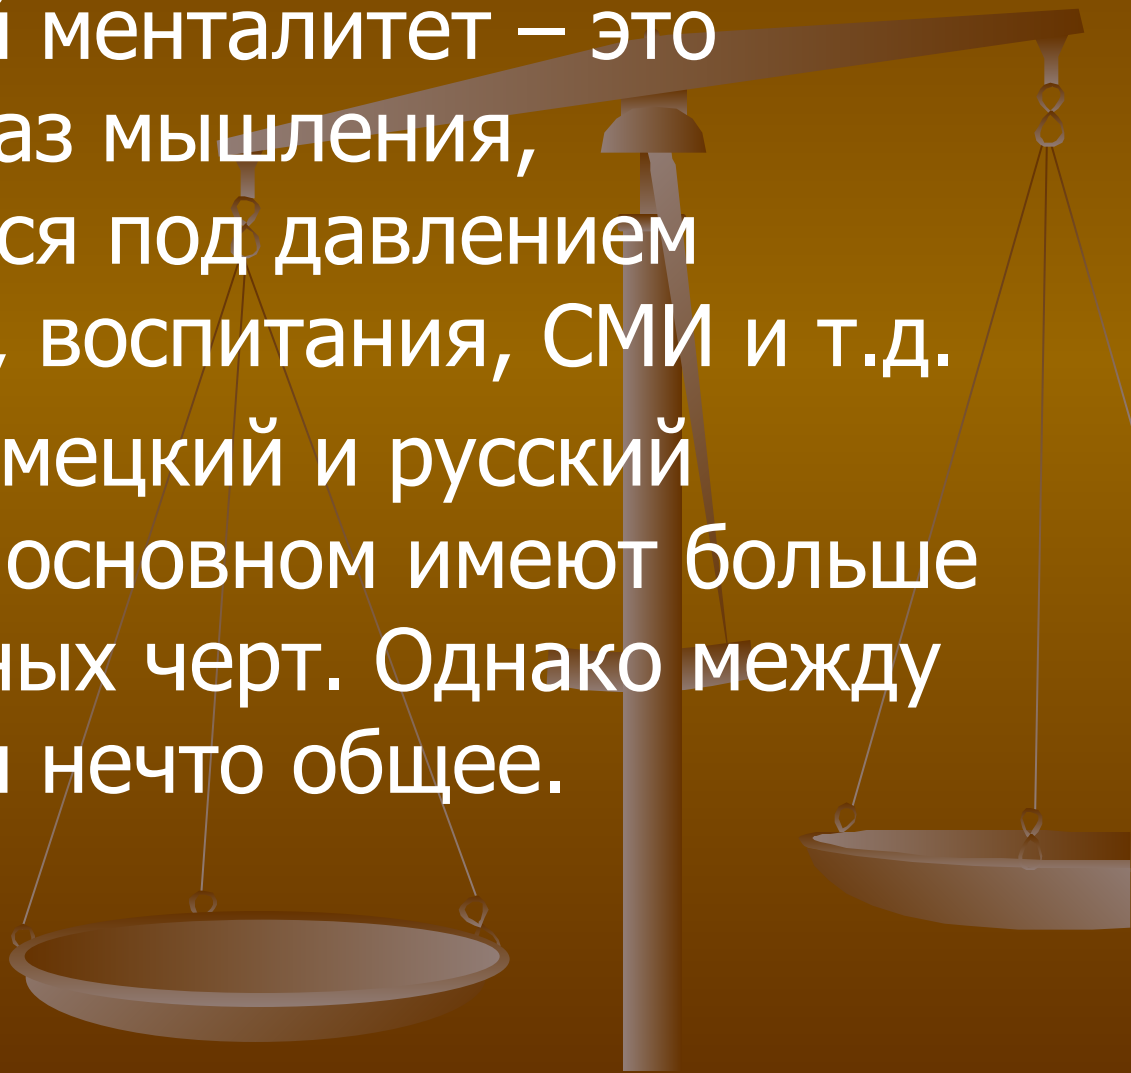 й менталитет – это
аз мышления,
ся под давлением
, воспитания, СМИ и т.д.
мецкий и русский
основном имеют больше
ных черт. Однако между
и нечто общее.